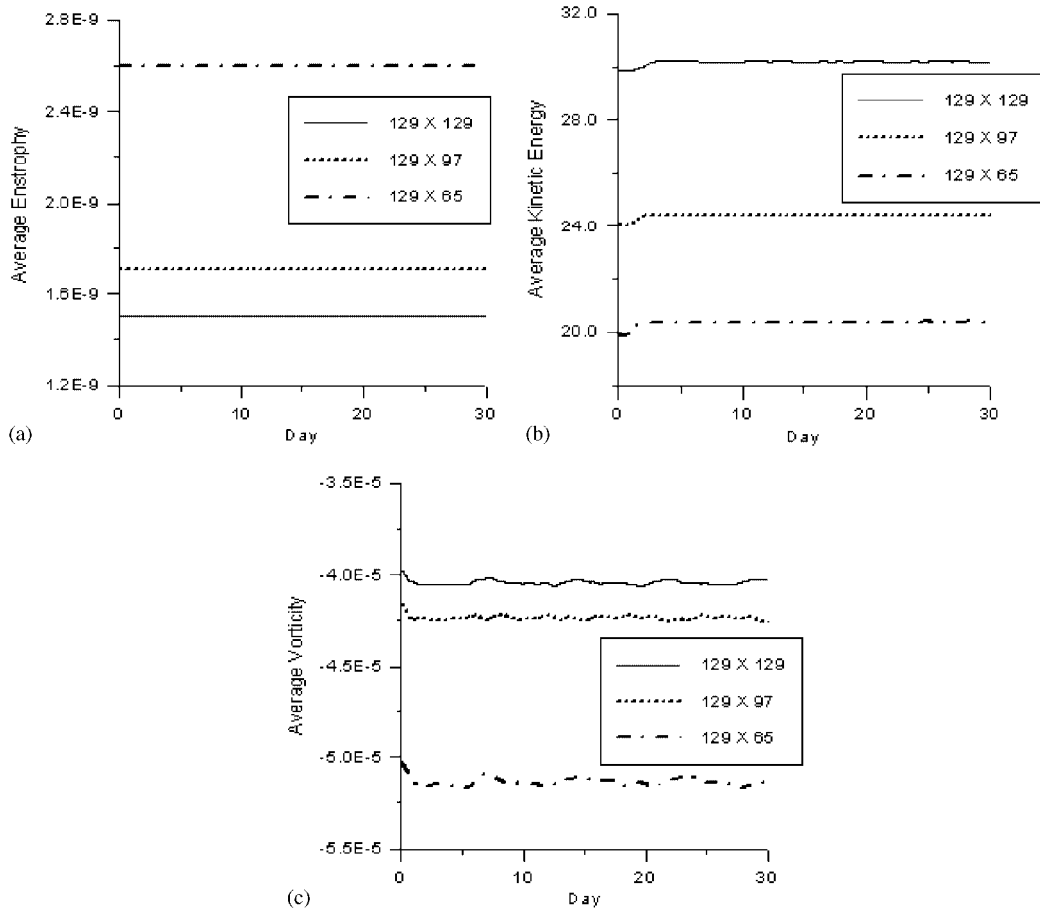 2.8E-9
2.4E-9
2.0E-9
1.6E-9
1.2E-9
Average Enstrophy
129 X 129
129 X 97
129 X 65
0 10 20 30
Day
(a)
32.0
28.0
24.0
20.0
Average Kinetic Energy
129 X 129
129 X 97
129 X 65
0 10 20 30
Day
(b)
-3.5E-5
-4.0E-5
-4.5E-5
-5.0E-5
-5.5E-5
Average Vorticity
129 X 129
129 X 97
129 X 65
0 10 20 30
Day
(c)